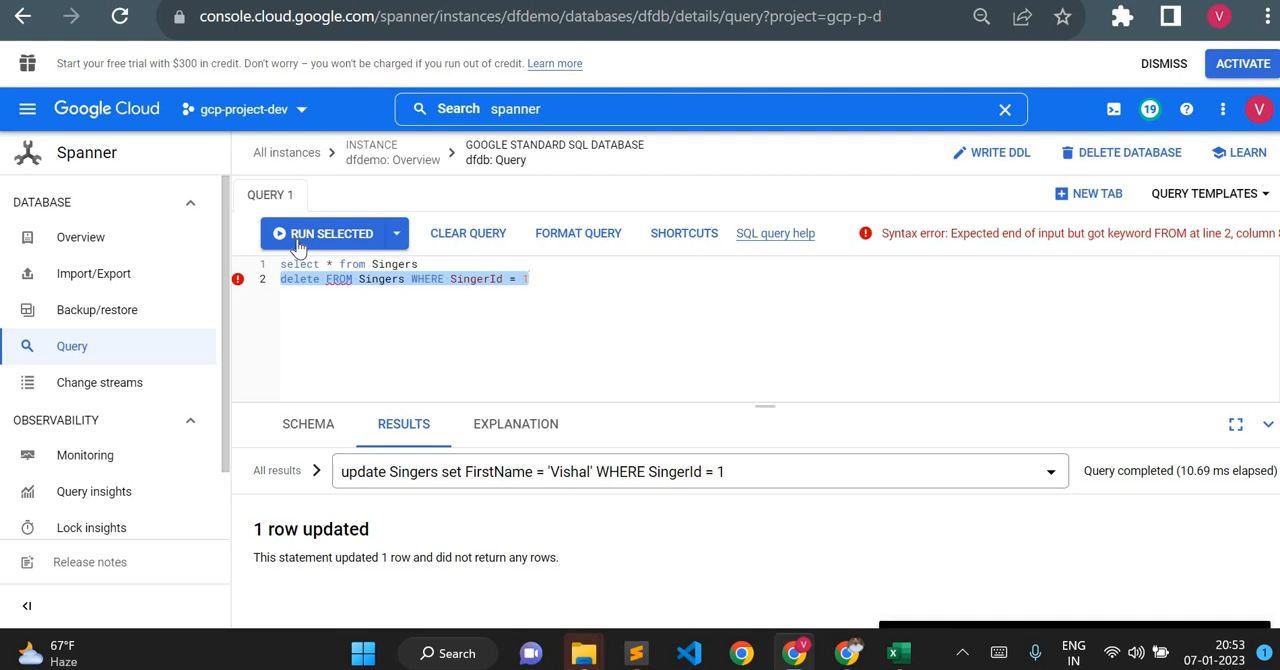 console.cloud.google.com/spanner/instances/dfdemo/databases/dfdb/details/query?project=gcp-p-d
V
Start your free trial with $300 in credit. Don't worry – you won't be charged if you run out of credit. Learn more
DISMISS
ACTIVATE
Google Cloud
gcp-project-dev
Search spanner
19
V
Spanner
All instances
INSTANCE
dfdemo: Overview
GOOGLE STANDARD SQL DATABASE
dfdb: Query
WRITE DDL
DELETE DATABASE
LEARN
DATABASE
Overview
Import/Export
Backup/restore
Query
Change streams
OBSERVABILITY
Monitoring
Query insights
Lock insights
Release notes
QUERY 1
NEW TAB
QUERY TEMPLATES
RUN SELECTED
CLEAR QUERY
FORMAT QUERY
SHORTCUTS
SQL query help
Syntax error: Expected end of input but got keyword FROM at line 2, column 8
1 select * from Singers
2 delete FROM Singers WHERE SingerId = 1
SCHEMA
RESULTS
EXPLANATION
All results
update Singers set FirstName = 'Vishal' WHERE SingerId = 1
Query completed (10.69 ms elapsed)
1 row updated
This statement updated 1 row and did not return any rows.
67°F
Haze
Search
V
ENG
IN
20:53
07-01-2023
1